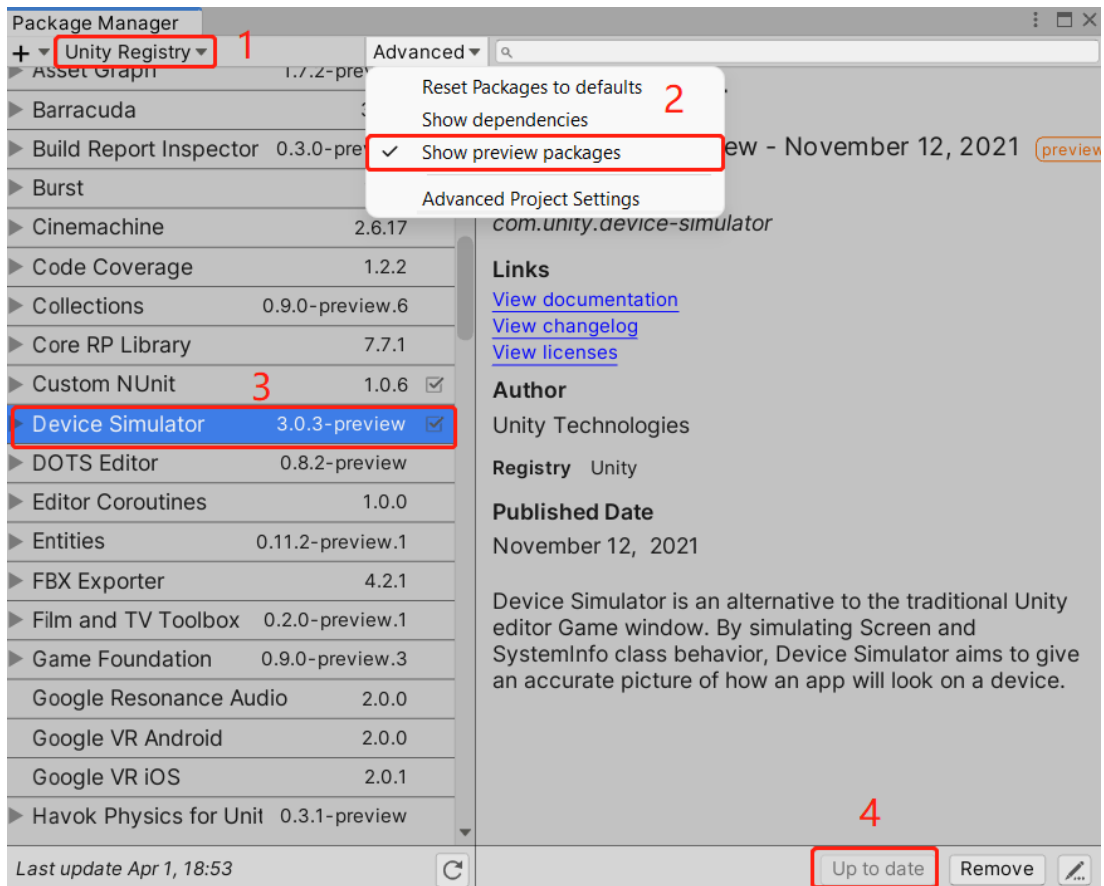 Package Manager
Unity Registry 1 Advanced
Asset Graph 1.7.2-pre
Barracuda
Build Report Inspector 0.3.0-pre
Burst
Cinemachine 2.6.17
Code Coverage 1.2.2
Collections 0.9.0-preview.6
Core RP Library 7.7.1
Custom NUnit 1.0.6
3
Device Simulator 3.0.3-preview
DOTS Editor 0.8.2-preview
Editor Coroutines 1.0.0
Entities 0.11.2-preview.1
FBX Exporter 4.2.1
Film and TV Toolbox 0.2.0-preview.1
Game Foundation 0.9.0-preview.3
Google Resonance Audio 2.0.0
Google VR Android 2.0.0
Google VR iOS 2.0.1
Havok Physics for Unit 0.3.1-preview
Last update Apr 1, 18:53
Reset Packages to defaults
2
Show dependencies
Show preview packages
Advanced Project Settings
ew - November 12, 2021 preview
com.unity.device-simulator
Links
View documentation
View changelog
View licenses
Author
Unity Technologies
Registry Unity
Published Date
November 12, 2021
Device Simulator is an alternative to the traditional Unity
editor Game window. By simulating Screen and
SystemInfo class behavior, Device Simulator aims to give
an accurate picture of how an app will look on a device.
4
Up to date Remove